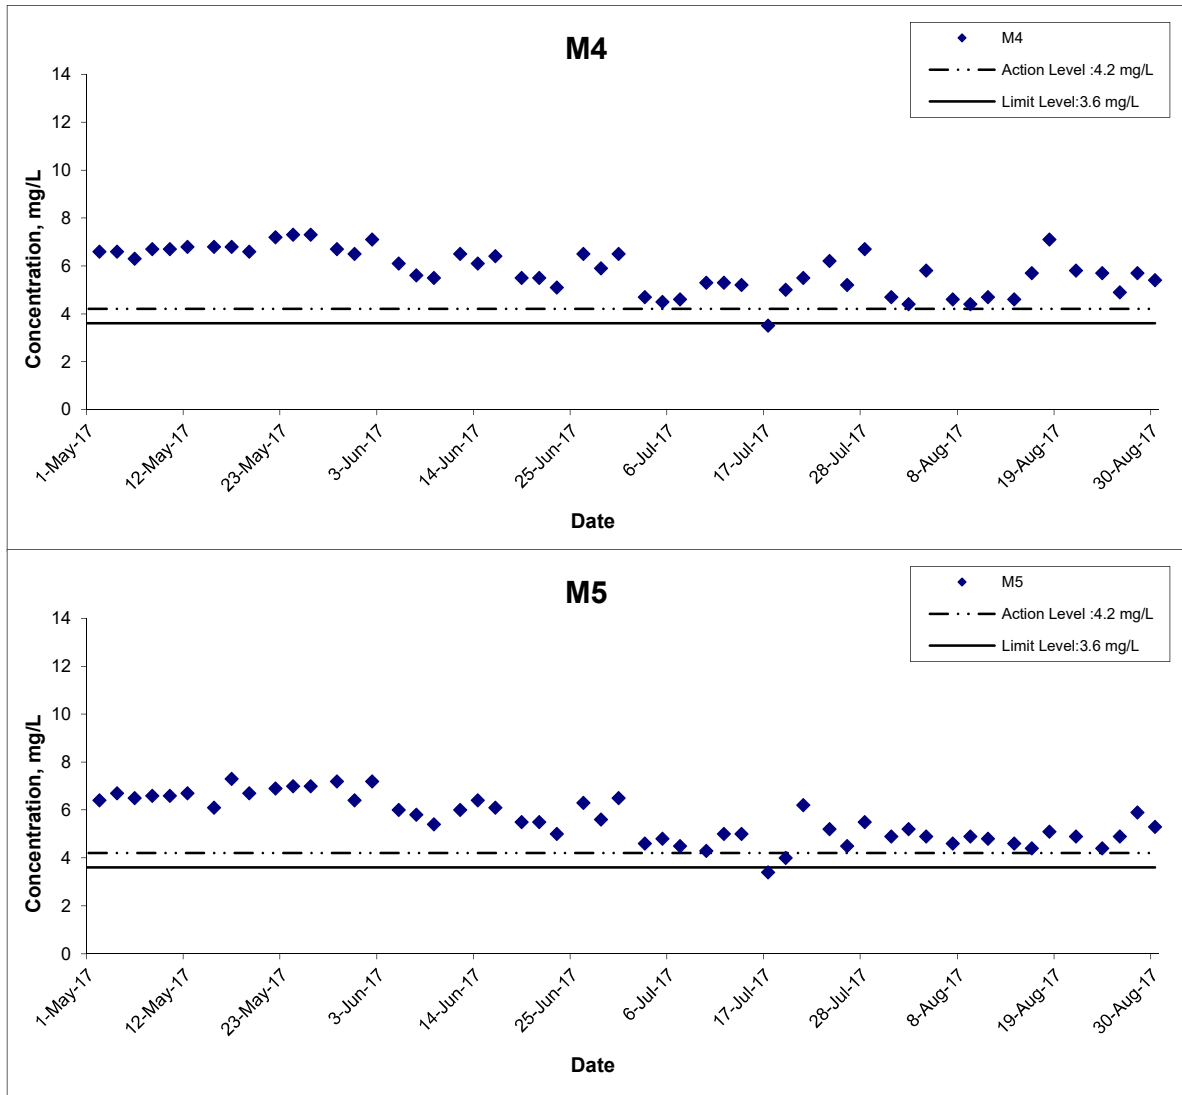 M4
M4
Action Level :4.2 mg/L
Limit Level:3.6 mg/L
14
12
10
8
6
4
2
0
Concentration, mg/L
1-May-17
12-May-17
23-May-17
3-Jun-17
14-Jun-17
25-Jun-17
6-Jul-17
17-Jul-17
28-Jul-17
8-Aug-17
19-Aug-17
30-Aug-17
Date
M5
M5
Action Level :4.2 mg/L
Limit Level:3.6 mg/L
14
12
10
8
6
4
2
0
Concentration, mg/L
1-May-17
12-May-17
23-May-17
3-Jun-17
14-Jun-17
25-Jun-17
6-Jul-17
17-Jul-17
28-Jul-17
8-Aug-17
19-Aug-17
30-Aug-17
Date